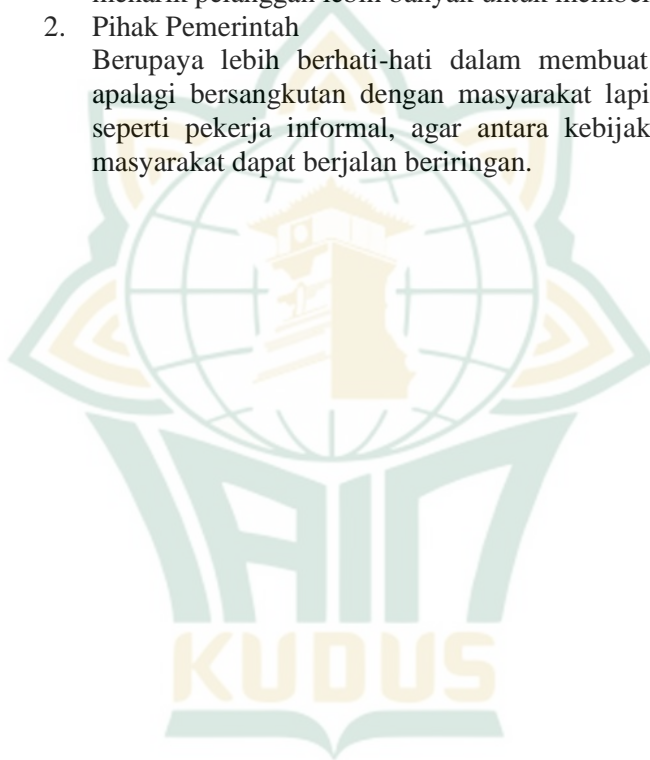 menarik pelanggan lebih banyak untuk member
2. Pihak Pemerintah
Berupaya lebih berhati-hati dalam membuat
apalagi bersangkutan dengan masyarakat lapi
seperti pekerja informal, agar antara kebijak
masyarakat dapat berjalan beriringan.
IAIN
KUDUS